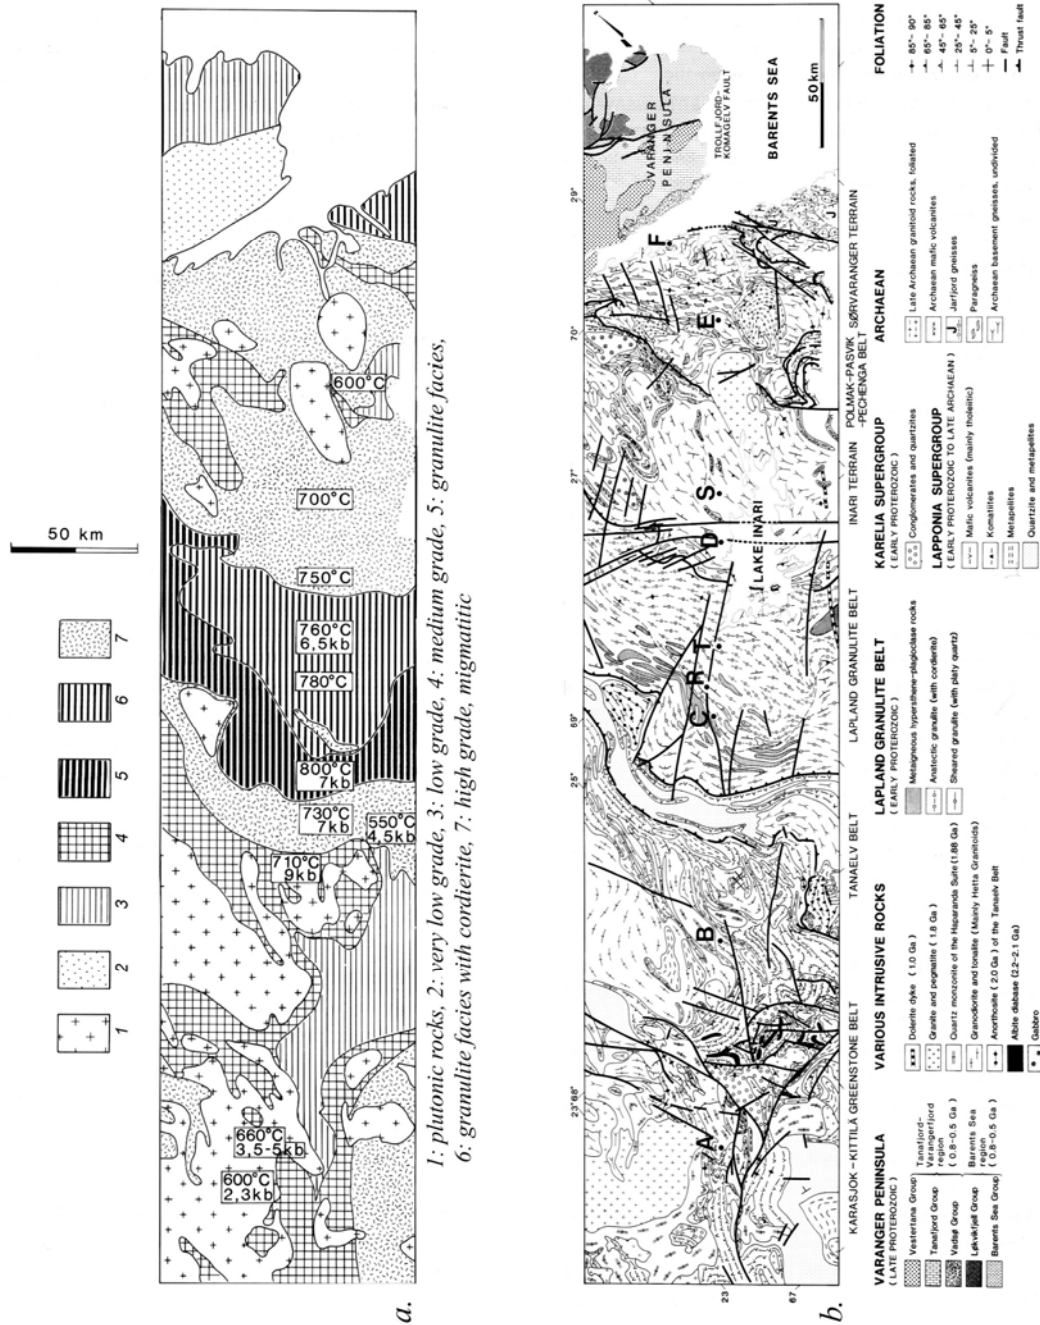 50 km
1
2
3
4
5
6
7
600°C
700°C
750°C
760°C
6,5kb
780°C
800°C
7kb
730°C
7kb
550°C
4,5kb
710°C
9kb
660°C
3,5-5kb
600°C
2,3kb
a.
1: plutonic rocks, 2: very low grade, 3: low grade, 4: medium grade, 5: granulite facies,
6: granulite facies with cordierite, 7: high grade, migmatitic
29°
70°
27°
69°
25°
23°68°
23
67
VARANGER
PENINSULA
TROLLFJORD-
KOMAGELV FAULT
BARENTS SEA
50km
LAKE INARI
A
B
C
R
T
D
S
E
F
J
b.
KARASJOK-KITTILÄ GREENSTONE BELT
TANAELV BELT
LAPLAND GRANULITE BELT
INARI TERRAIN
POLMAK-PASVIK
-PECHENGA BELT
SØRVARANGER TERRAIN
VARANGER PENINSULA
(LATE PROTEROZOIC)
Vestertana Group
Tanafjord Group
Vadsø Group
Tanafjord-
Varangerfjord
region
(0.8-0.5 Ga)
Løkvikfjell Group
Barents Sea Group
Barents Sea
region
(0.8-0.5 Ga)
VARIOUS INTRUSIVE ROCKS
Dolerite dyke (1.0 Ga)
Granite and pegmatite (1.8 Ga)
Quartz monzonite of the Haparanda Suite (1.88 Ga)
Granodiorite and tonalite (Mainly Hetta Granitoids)
Anorthosite (2.0 Ga) of the Tanaelv Belt
Albite diabase (2.2-2.1 Ga)
Gabbro
LAPLAND GRANULITE BELT
(EARLY PROTEROZOIC)
Metaigneous hypersthene-plagioclase rocks
Anatectic granulite (with cordierite)
Sheared granulite (with platy quartz)
KARELIA SUPERGROUP
(EARLY PROTEROZOIC)
Conglomerates and quartzites
LAPPONIA SUPERGROUP
(EARLY PROTEROZOIC TO LATE ARCHAEAN)
Mafic volcanites (mainly tholeiitic)
Komatiites
Metapelites
Quartzite and metapelites
ARCHAEAN
Late Archaean granitoid rocks, foliated
Archaean mafic volcanites
J
Jarfjord gneisses
Paragneiss
Archaean basement gneisses, undivided
FOLIATION
85°-90°
65°-85°
45°-65°
25°-45°
5°-25°
0°-5°
Fault
Thrust fault